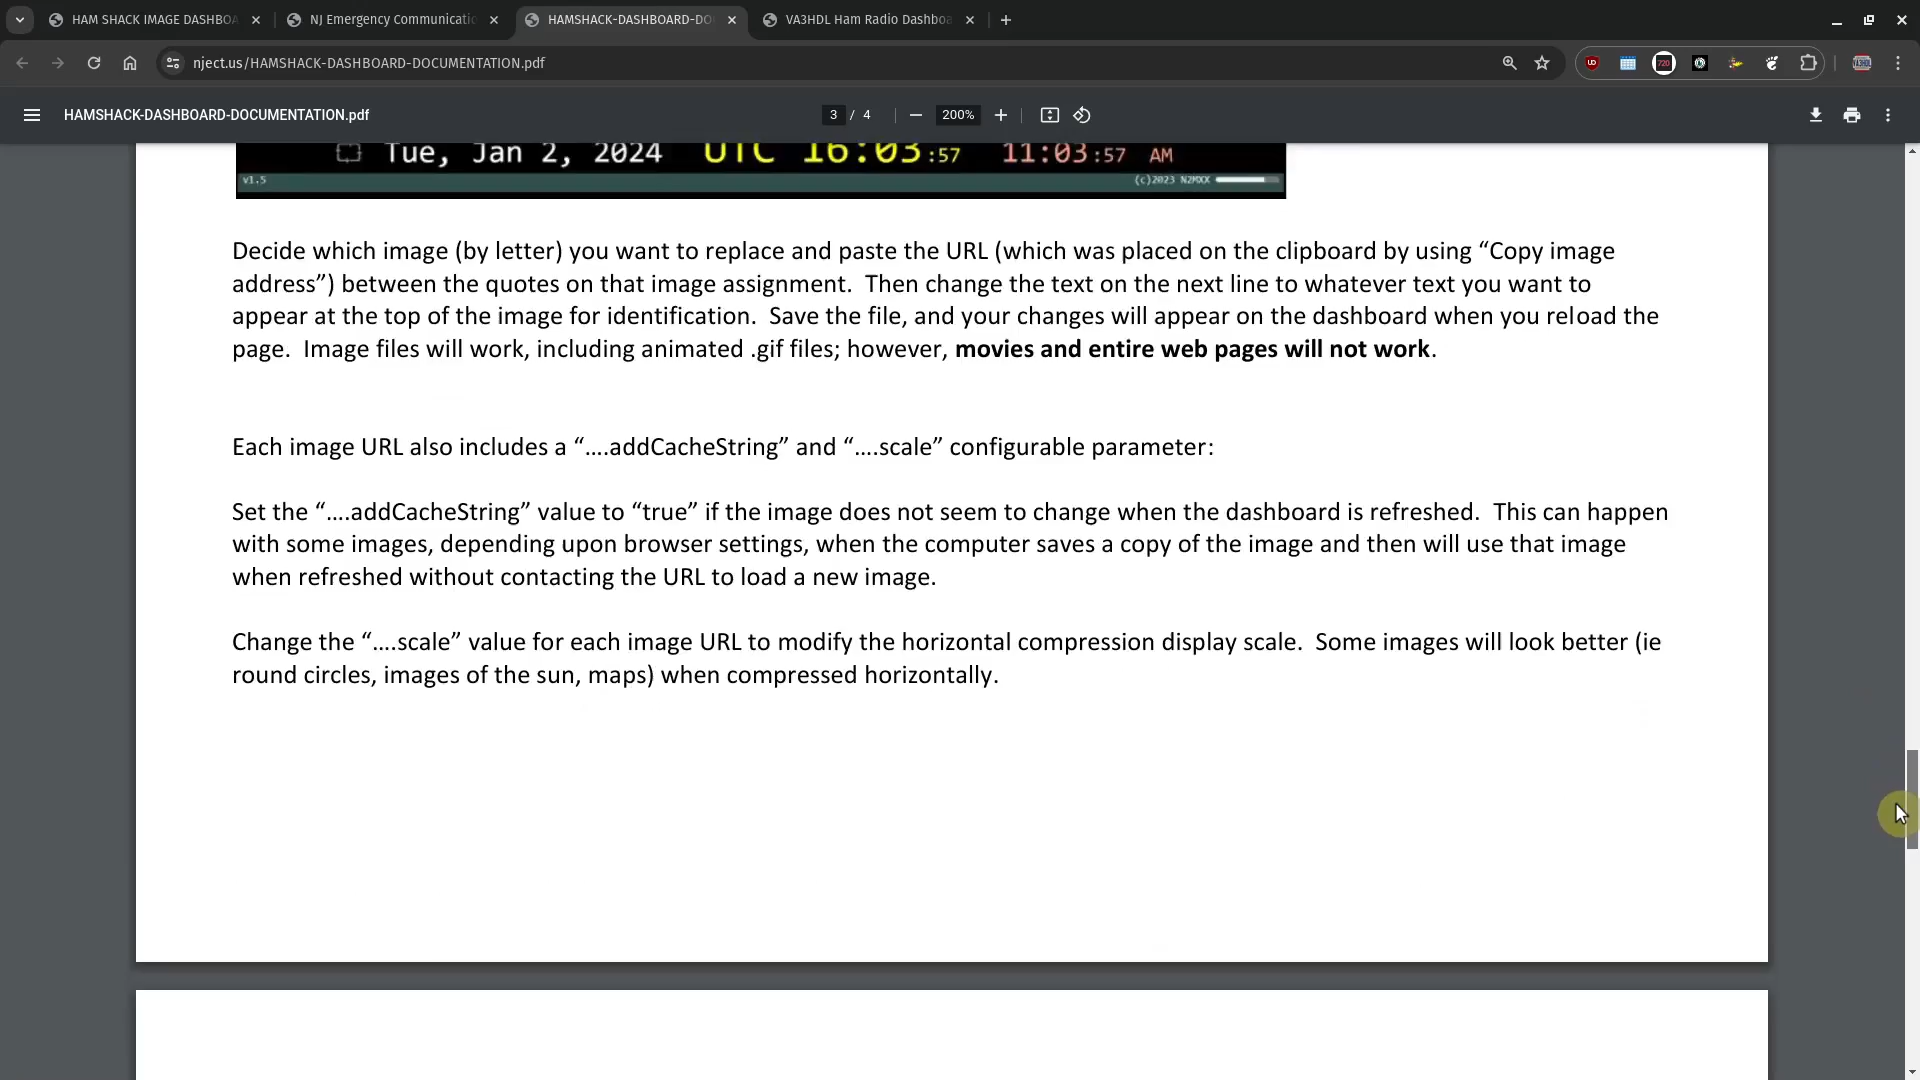 HAM SHACK IMAGE DASHBOA
NJ Emergency Communicatio
HAMSHACK-DASHBOARD-DO
VA3HDL Ham Radio Dashboa
nject.us/HAMSHACK-DASHBOARD-DOCUMENTATION.pdf
HAMSHACK-DASHBOARD-DOCUMENTATION.pdf
3 / 4
200%
Tue, Jan 2, 2024 UTC 16:03:57 11:03:57 AM
v1.5 (c)2023 N2MXX
Decide which image (by letter) you want to replace and paste the URL (which was placed on the clipboard by using “Copy image
address”) between the quotes on that image assignment.  Then change the text on the next line to whatever text you want to
appear at the top of the image for identification.  Save the file, and your changes will appear on the dashboard when you reload the
page.  Image files will work, including animated .gif files; however, movies and entire web pages will not work.
Each image URL also includes a “….addCacheString” and “….scale” configurable parameter:
Set the “….addCacheString” value to “true” if the image does not seem to change when the dashboard is refreshed.  This can happen
with some images, depending upon browser settings, when the computer saves a copy of the image and then will use that image
when refreshed without contacting the URL to load a new image.
Change the “….scale” value for each image URL to modify the horizontal compression display scale.  Some images will look better (ie
round circles, images of the sun, maps) when compressed horizontally.